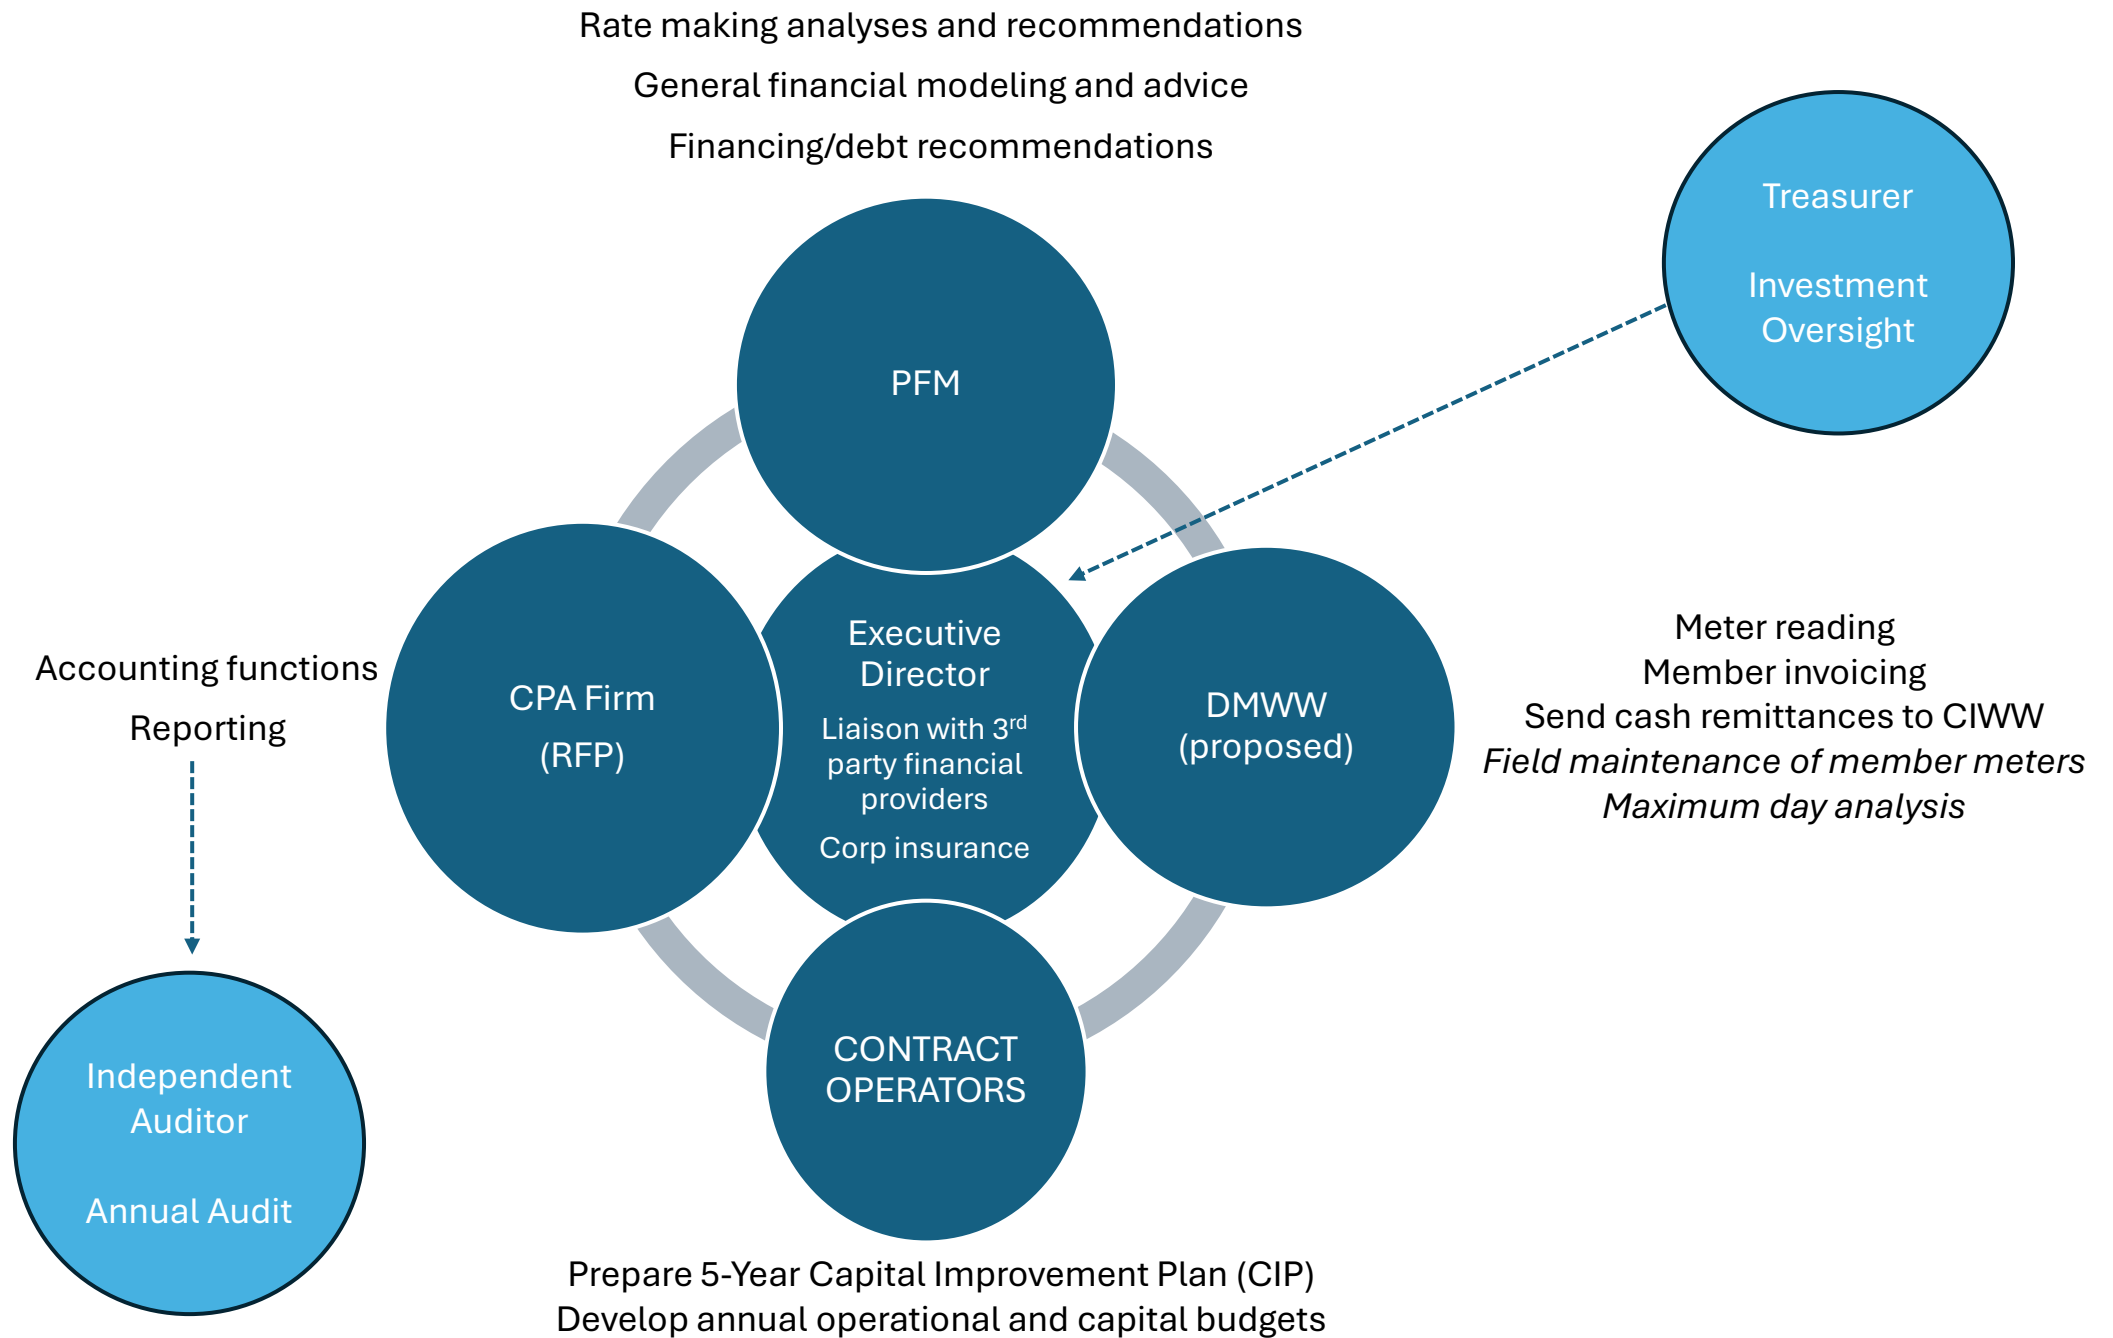 Rate making analyses and recommendations
General financial modeling and advice
Financing/debt recommendations
Treasurer
Investment
Oversight
PFM
Executive
Director
Liaison with 3rd
party financial
providers
Corp insurance
CPA Firm
(RFP)
Accounting functions
Reporting
DMWW
(proposed)
Meter reading
Member invoicing
Send cash remittances to CIWW
Field maintenance of member meters
Maximum day analysis
CONTRACT
OPERATORS
Independent
Auditor
Annual Audit
Prepare 5-Year Capital Improvement Plan (CIP)
Develop annual operational and capital budgets